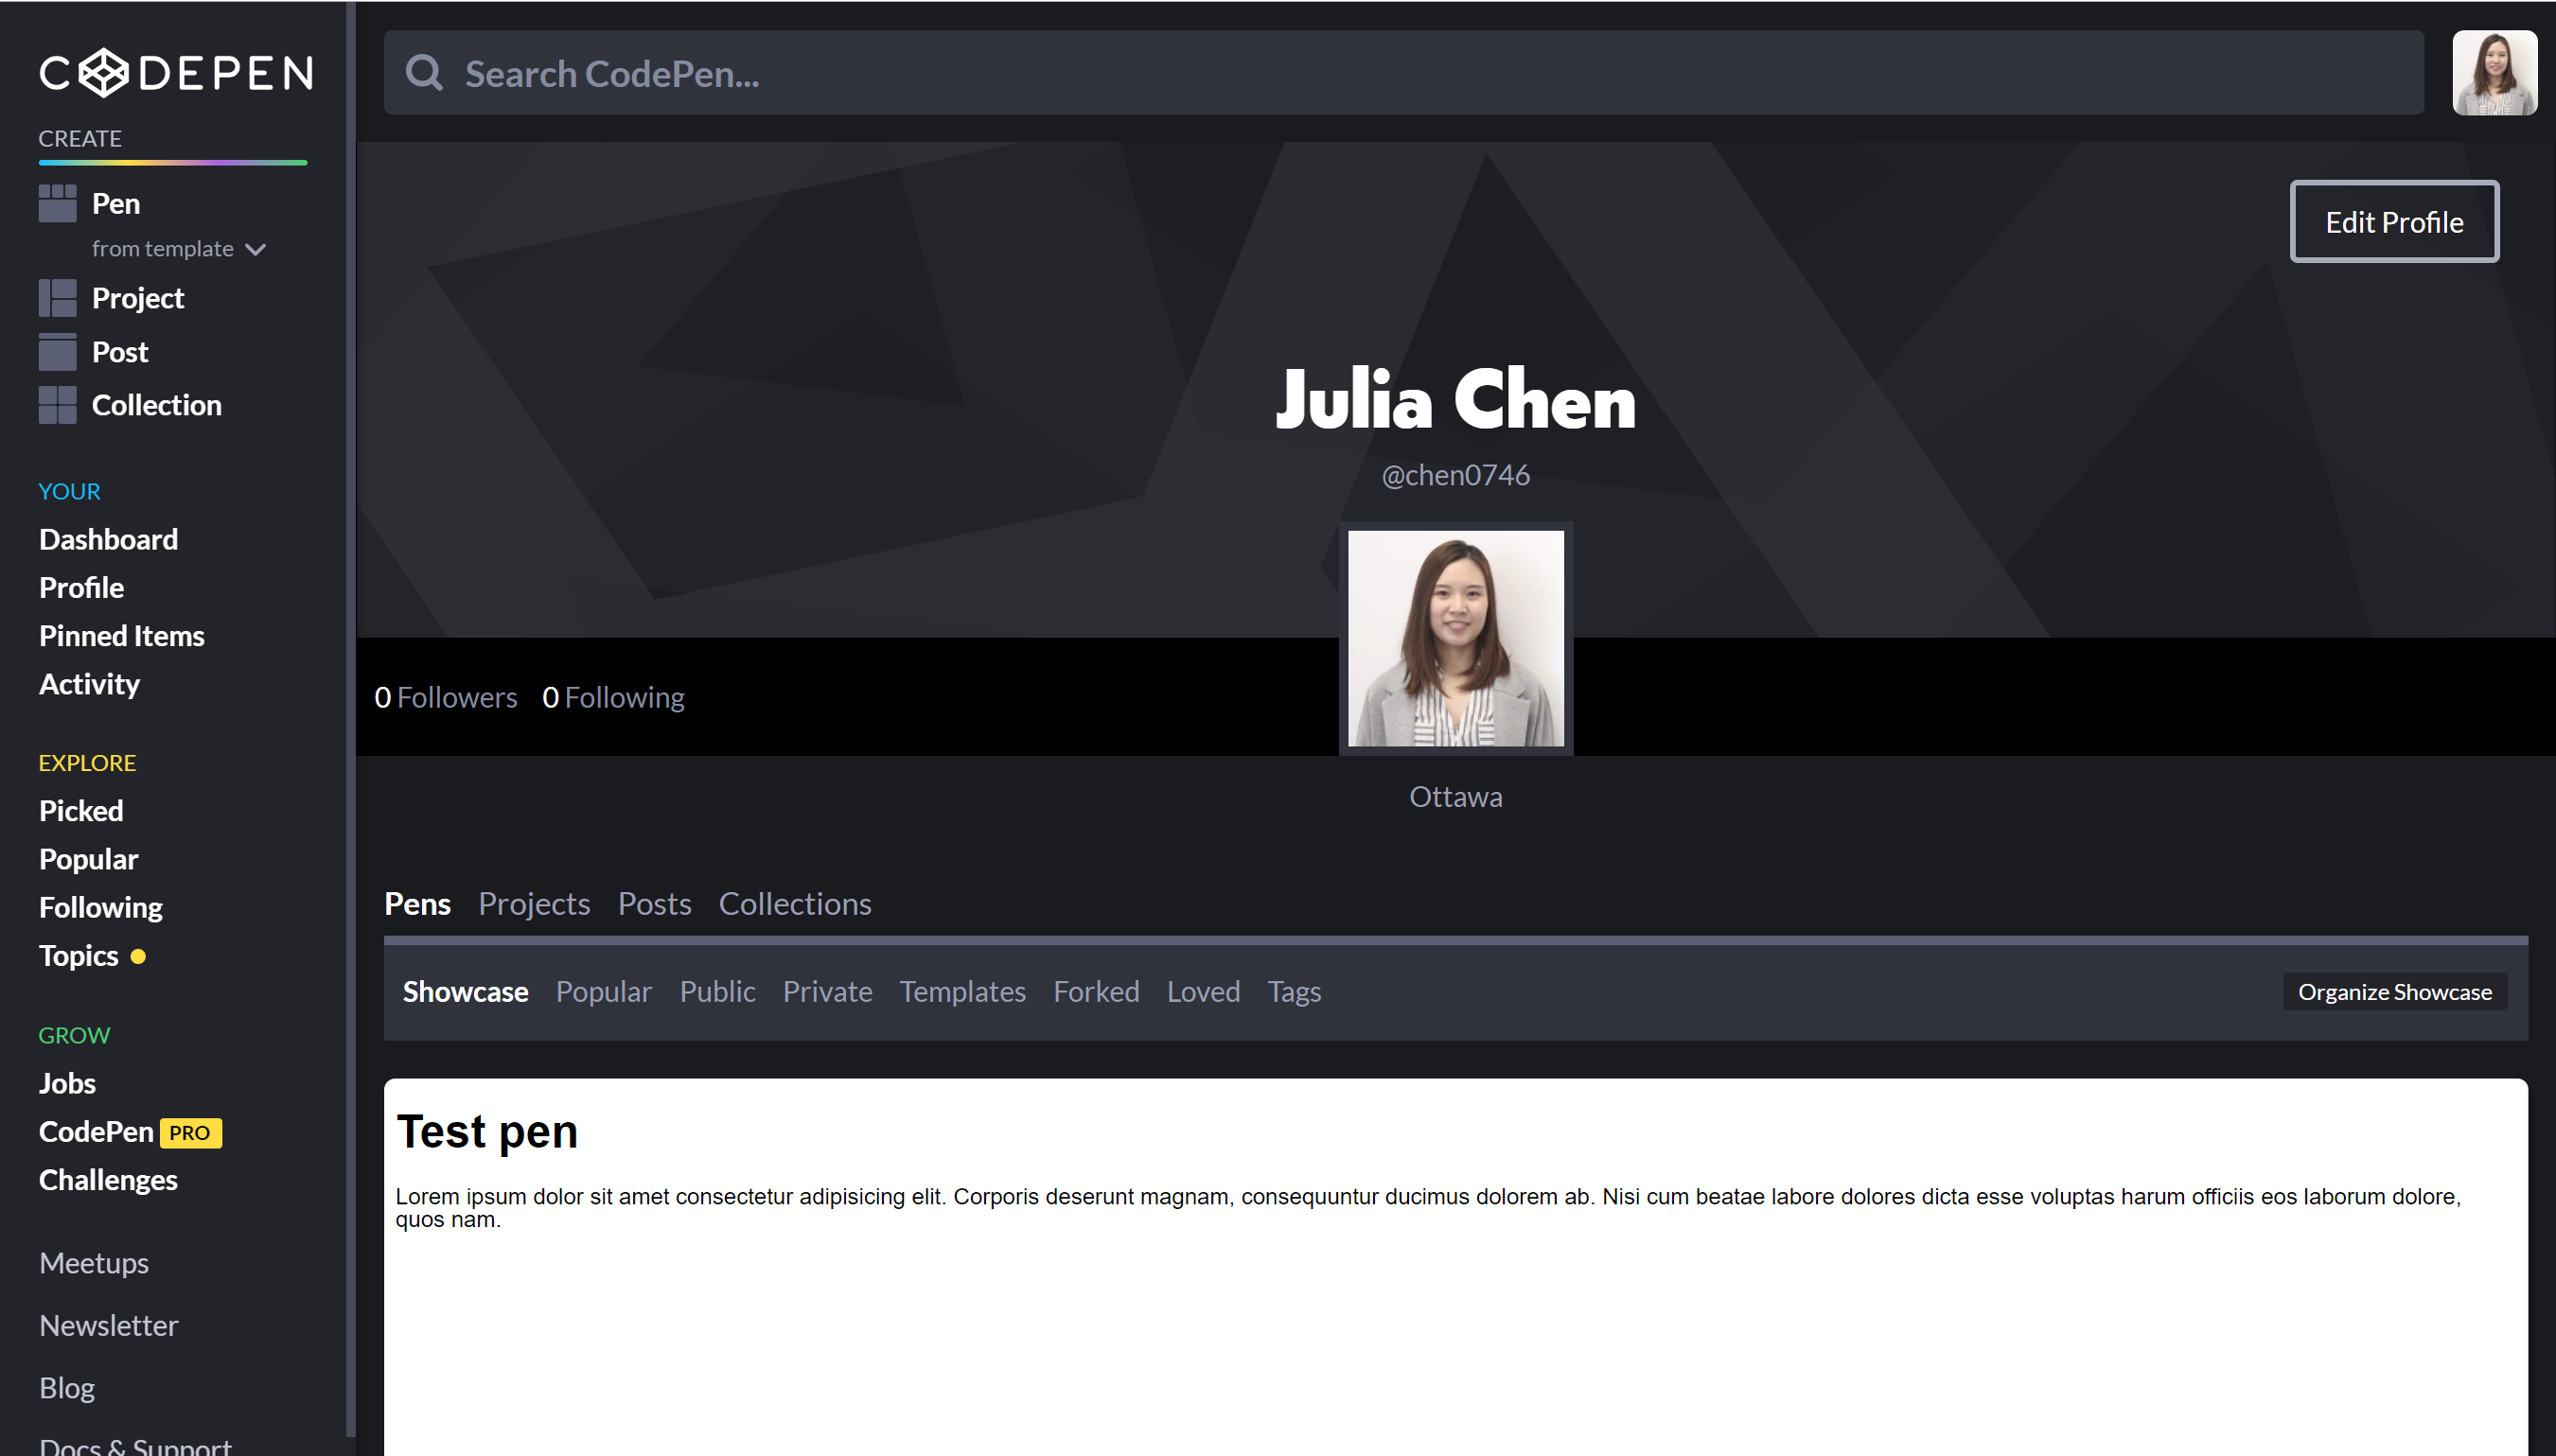 CODEPEN
CREATE
Pen
from template
Project
Post
Collection
YOUR
Dashboard
Profile
Pinned Items
Activity
EXPLORE
Picked
Popular
Following
Topics
GROW
Jobs
CodePen PRO
Challenges
Meetups
Newsletter
Blog
Docs & Support
Search CodePen...
Edit Profile
Julia Chen
@chen0746
0 Followers 0 Following
Ottawa
Pens Projects Posts Collections
Showcase Popular Public Private Templates Forked Loved Tags Organize Showcase
Test pen
Lorem ipsum dolor sit amet consectetur adipisicing elit. Corporis deserunt magnam, consequuntur ducimus dolorem ab. Nisi cum beatae labore dolores dicta esse voluptas harum officiis eos laborum dolore,
quos nam.